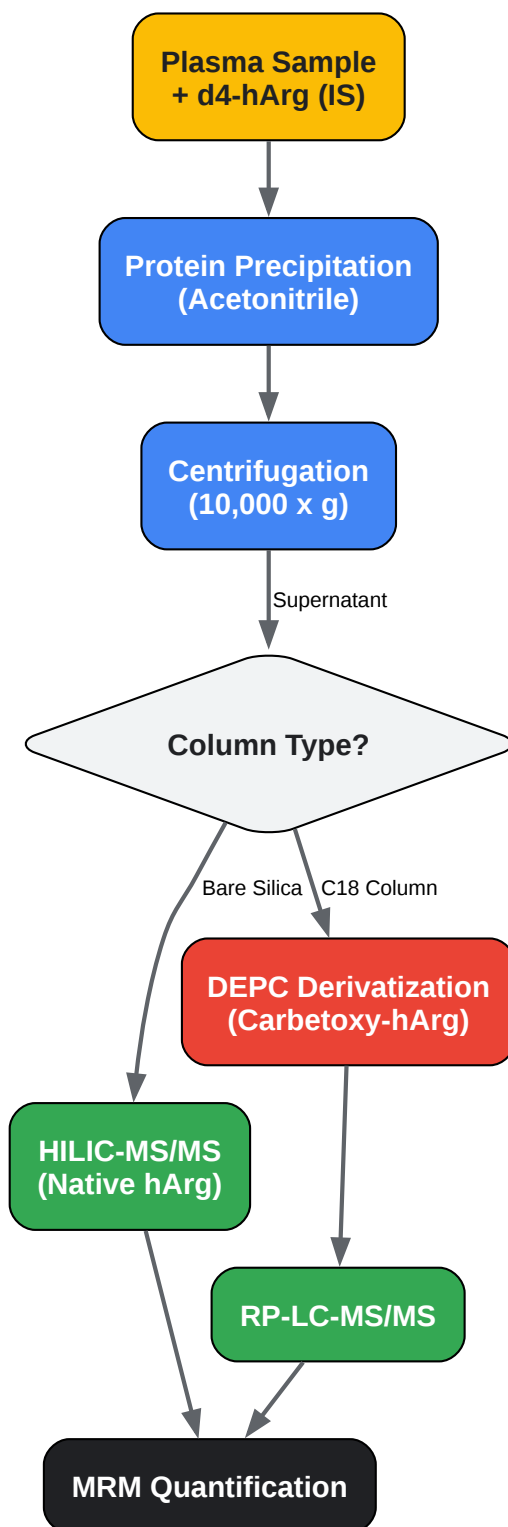 Plasma Sample
+ d4-hArg (IS)
Protein Precipitation
(Acetonitrile)
Centrifugation
(10,000 x g)
Supernatant
Column Type?
Bare Silica
C18 Column
DEPC Derivatization
(Carbetoxy-hArg)
HILIC-MS/MS
(Native hArg)
RP-LC-MS/MS
MRM Quantification